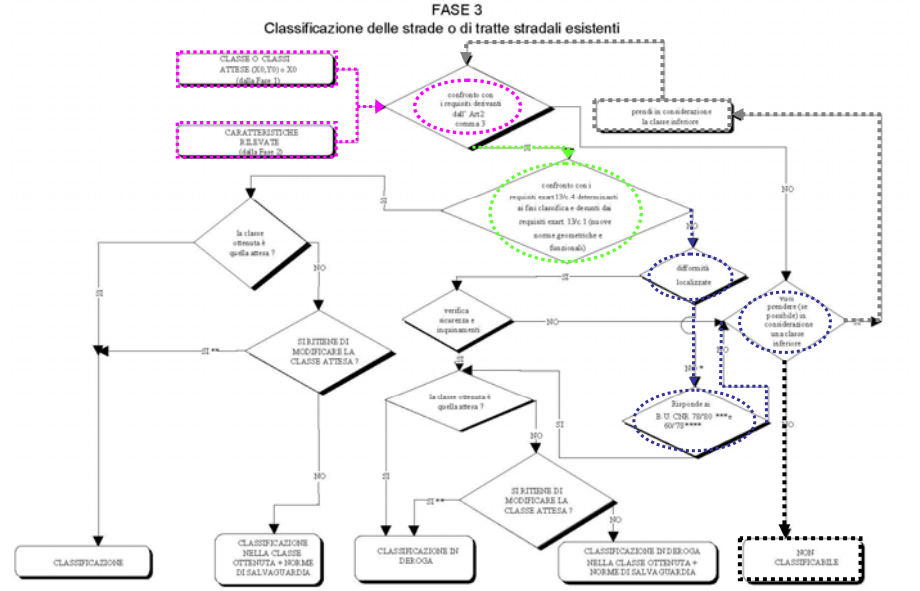 FASE 3
Classificazione delle strade o di tratte stradali esistenti
CLASSE O CLASSI
ATTESE (X0,Y0) o X0
(dalla Fase 1)
CARATTERISTICHE
RILEVATE
(dalla Fase 2)
confronto con
i requisiti derivanti
dall' Art2
comma 3
prendi in considerazione
la classe inferiore
SI
NO
confronto con i
requisiti exart.13/c.4 determinanti
ai fini classifica e desunti dai
requisiti exart. 13/c.1 (nuove
norme geometriche e
funzionali)
SI
NO
la classe
ottenuta è
quella attesa ?
SI
NO
difformità
localizzate
SI
NO *
verifica
sicurezza e
inquinamenti
NO
SI
vuoi
prendere (se
possibile) in
considerazione
una classe
inferiore
NO
SI RITIENE DI
MODIFICARE LA
CLASSE ATTESA ?
SI **
NO
la classe ottenuta è
quella attesa ?
SI
NO
Risponde ai
B.U. CNR 78/80 ***e
60/78****
SI
NO
SI RITIENE DI
MODIFICARE LA
CLASSE ATTESA ?
SI **
NO
CLASSIFICAZIONE
CLASSIFICAZIONE
NELLA CLASSE
OTTENUTA + NORME
DI SALVAGUARDIA
CLASSIFICAZIONE IN
DEROGA
CLASSIFICAZIONE IN DEROGA
NELLA CLASSE OTTENUTA +
NORME DI SALVAGUARDIA
NON
CLASSIFICABILE